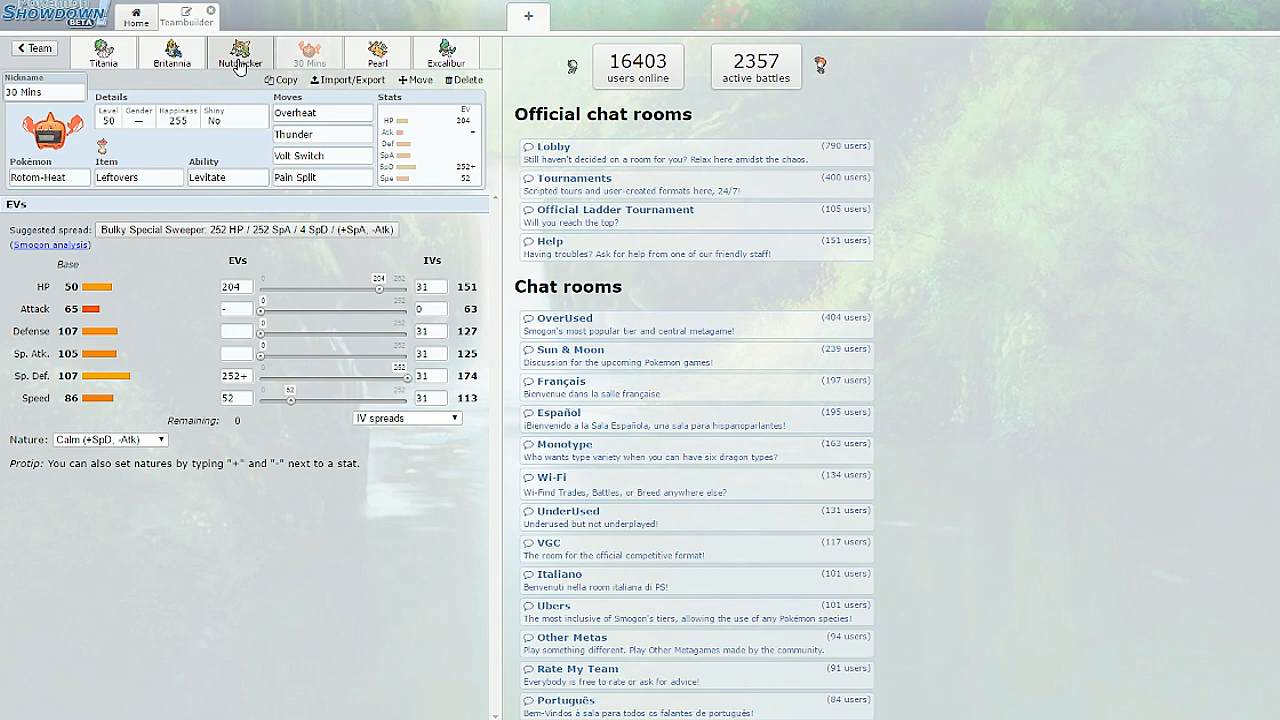 Pokémon
SHOWDOWN
BETA
Home
Teambuilder
+
Team
Titania
Britannia
Nutcracker
30 Mins
Pearl
Excalibur
Copy
Import/Export
Move
Delete
Nickname
30 Mins
Details
Level
50
Gender
—
Happiness
255
Shiny
No
Pokémon
Rotom-Heat
Item
Leftovers
Ability
Levitate
Moves
Overheat
Thunder
Volt Switch
Pain Split
Stats
EV
HP 204
Atk -
Def
SpA
SpD 252+
Spe 52
EVs
Suggested spread: Bulky Special Sweeper: 252 HP / 252 SpA / 4 SpD / (+SpA, -Atk)
(Smogon analysis)
Base EVs IVs
HP 50 204 0 204 252 31 151
Attack 65 - 0 252 0 63
Defense 107 0 252 31 127
Sp. Atk. 105 0 252 31 125
Sp. Def. 107 252+ 0 252 31 174
Speed 86 52 0 52 252 31 113
Remaining: 0
IV spreads
Nature: Calm (+SpD, -Atk)
Protip: You can also set natures by typing "+" and "-" next to a stat.
16403
users online
2357
active battles
Official chat rooms
Lobby (790 users)
Still haven't decided on a room for you? Relax here amidst the chaos.
Tournaments (400 users)
Scripted tours and user-created formats here, 24/7!
Official Ladder Tournament (105 users)
Will you reach the top?
Help (151 users)
Having troubles? Ask for help from one of our friendly staff!
Chat rooms
OverUsed (404 users)
Smogon's most popular tier and central metagame!
Sun & Moon (239 users)
Discussion for the upcoming Pokemon games!
Français (197 users)
Bienvenue dans la salle française
Español (195 users)
¡Bienvenido a la Sala Española, una sala para hispanoparlantes!
Monotype (163 users)
Who wants type variety when you can have six dragon types?
Wi-Fi (134 users)
Wi-Find Trades, Battles, or Breed anywhere else?
UnderUsed (131 users)
Underused but not underplayed!
VGC (117 users)
The room for the official competitive format!
Italiano (101 users)
Benvenuti nella room italiana di PS!
Ubers (101 users)
The most inclusive of Smogon's tiers, allowing the use of any Pokémon species!
Other Metas (94 users)
Play something different. Play Other Metagames made by the community.
Rate My Team (91 users)
Everybody is free to rate or ask for advice!
Português (84 users)
Bem-Vindos à sala para todos os falantes de português!